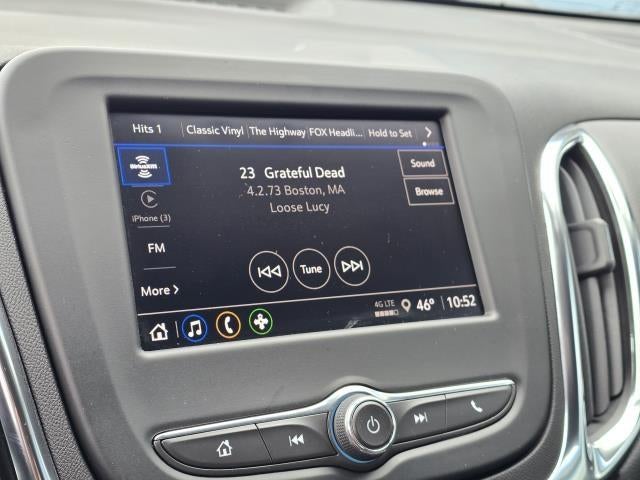 Hits 1 Classic Vinyl The Highway FOX Headli... Hold to Set
SiriusXM
23 Grateful Dead
Sound
4.2.73 Boston, MA
Browse
Loose Lucy
iPhone (3)
FM
Tune
More
4G LTE 46° 10:52